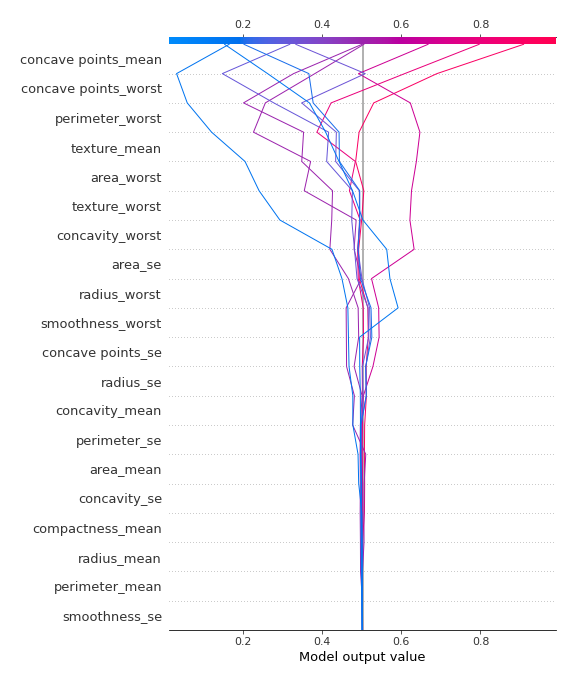 0.2 0.4 0.6 0.8
concave points_mean
concave points_worst
perimeter_worst
texture_mean
area_worst
texture_worst
concavity_worst
area_se
radius_worst
smoothness_worst
concave points_se
radius_se
concavity_mean
perimeter_se
area_mean
concavity_se
compactness_mean
radius_mean
perimeter_mean
smoothness_se
0.2 0.4 0.6 0.8
Model output value